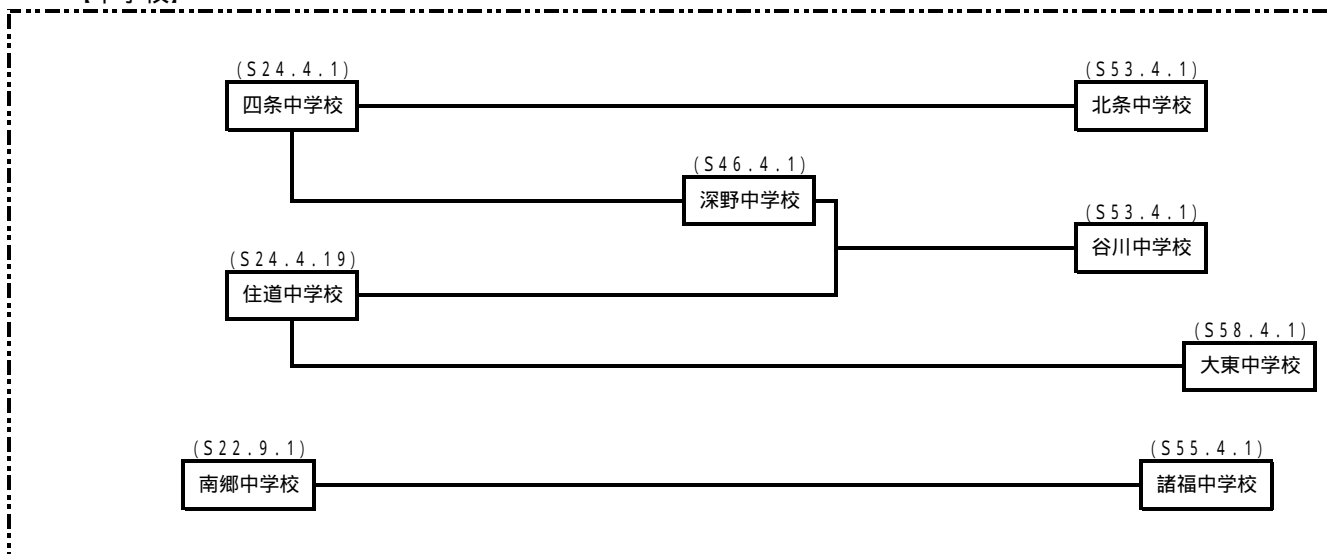 (S24.4.1)
四条中学校
(S53.4.1)
北条中学校
(S46.4.1)
深野中学校
(S53.4.1)
谷川中学校
(S24.4.19)
住道中学校
(S58.4.1)
大東中学校
(S22.9.1)
南郷中学校
(S55.4.1)
諸福中学校